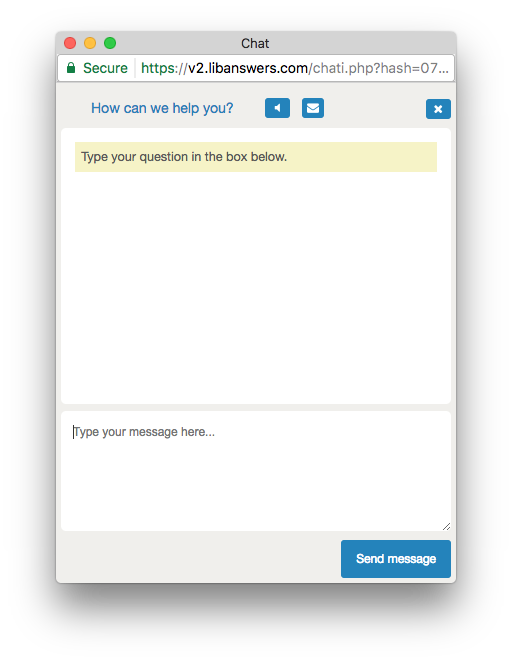 Chat
Secure https://v2.libanswers.com/chati.php?hash=07...
How can we help you?
Type your question in the box below.
Type your message here...
Send message